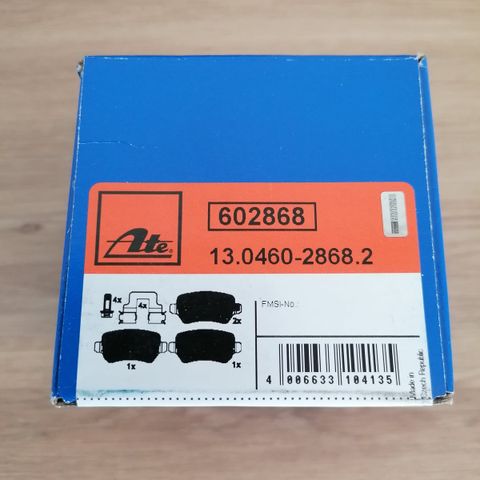 602868
Ate
13.0460-2868.2
4x
4x
2x
1x
1x
FMSI-No.:
4 006633 104135
Made in
Czech Republic